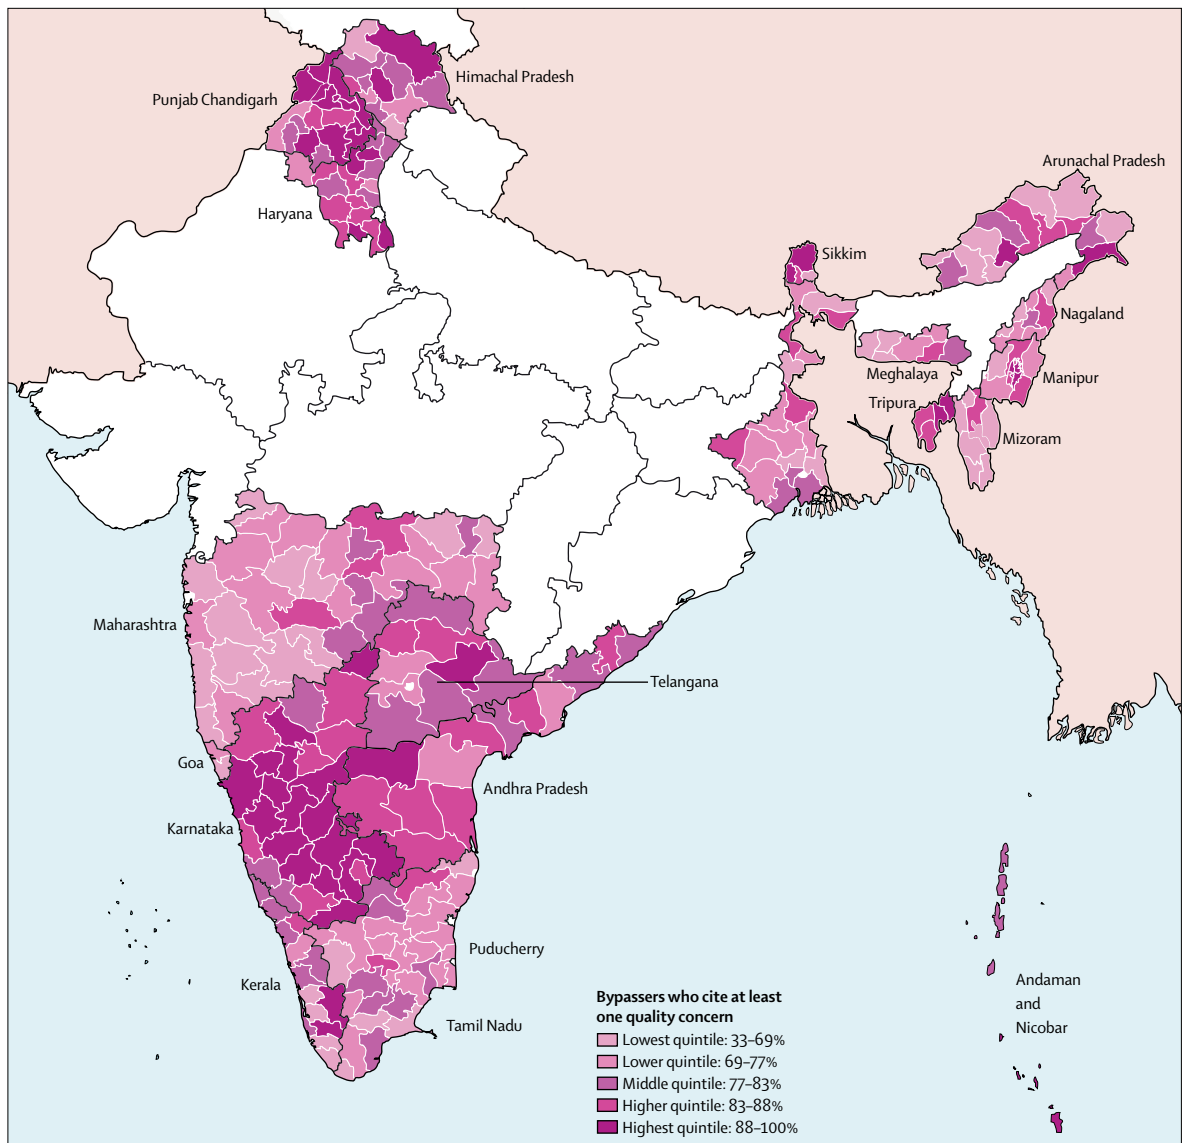 Himachal Pradesh
Punjab Chandigarh
Arunachal Pradesh
Haryana
Sikkim
Nagaland
Meghalaya
Manipur
Tripura
Mizoram
Maharashtra
Telangana
Goa
Andhra Pradesh
Karnataka
Puducherry
Kerala
Andaman
and
Nicobar
Tamil Nadu
Bypassers who cite at least
one quality concern
Lowest quintile: 33–69%
Lower quintile: 69–77%
Middle quintile: 77–83%
Higher quintile: 83–88%
Highest quintile: 88–100%